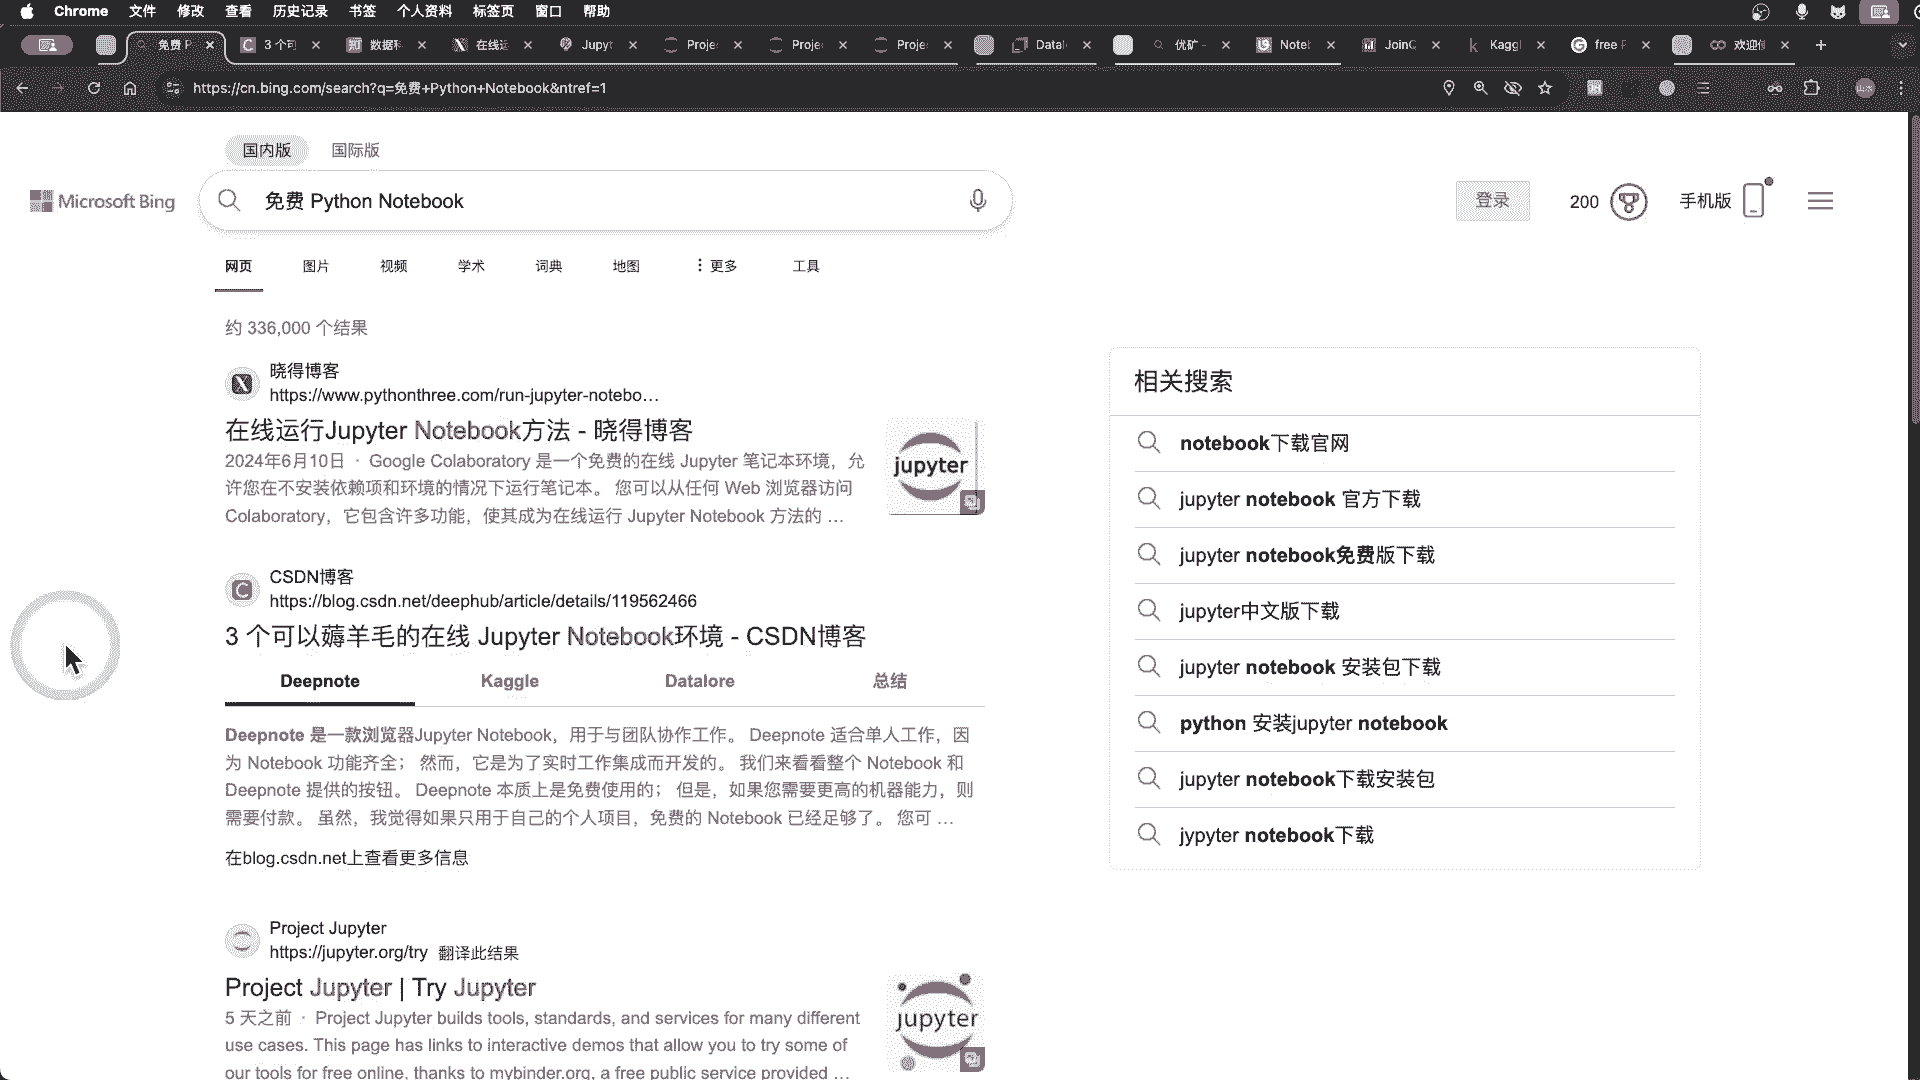 Chrome 文件 修改 查看 历史记录 书签 个人资料 标签页 窗口 帮助
免费 P 3 个可 数据科 在线运 Jupyt Proje Proje Proje Datal 优矿 - Notel JoinQ Kaggl free P 欢迎使
https://cn.bing.com/search?q=免费+Python+Notebook&ntref=1
国内版 国际版
Microsoft Bing
免费 Python Notebook
登录 200 手机版
网页 图片 视频 学术 词典 地图 更多 工具
约 336,000 个结果
晓得博客
https://www.pythonthree.com/run-jupyter-notebo…
在线运行Jupyter Notebook方法 - 晓得博客
2024年6月10日 · Google Colaboratory 是一个免费的在线 Jupyter 笔记本环境，允
许您在不安装依赖项和环境的情况下运行笔记本。 您可以从任何 Web 浏览器访问
Colaboratory，它包含许多功能，使其成为在线运行 Jupyter Notebook 方法的 …
jupyter
CSDN博客
https://blog.csdn.net/deephub/article/details/119562466
3 个可以薅羊毛的在线 Jupyter Notebook环境 - CSDN博客
Deepnote Kaggle Datalore 总结
Deepnote 是一款浏览器Jupyter Notebook，用于与团队协作工作。 Deepnote 适合单人工作，因
为 Notebook 功能齐全； 然而，它是为了实时工作集成而开发的。 我们来看看整个 Notebook 和
Deepnote 提供的按钮。 Deepnote 本质上是免费使用的； 但是，如果您需要更高的机器能力，则
需要付款。 虽然，我觉得如果只用于自己的个人项目，免费的 Notebook 已经足够了。 您可 …
在blog.csdn.net上查看更多信息
Project Jupyter
https://jupyter.org/try 翻译此结果
Project Jupyter | Try Jupyter
5 天之前 · Project Jupyter builds tools, standards, and services for many different
use cases. This page has links to interactive demos that allow you to try some of
our tools for free online, thanks to mybinder.org, a free public service provided …
jupyter
相关搜索
notebook下载官网
jupyter notebook 官方下载
jupyter notebook免费版下载
jupyter中文版下载
jupyter notebook 安装包下载
python 安装jupyter notebook
jupyter notebook下载安装包
jypyter notebook下载